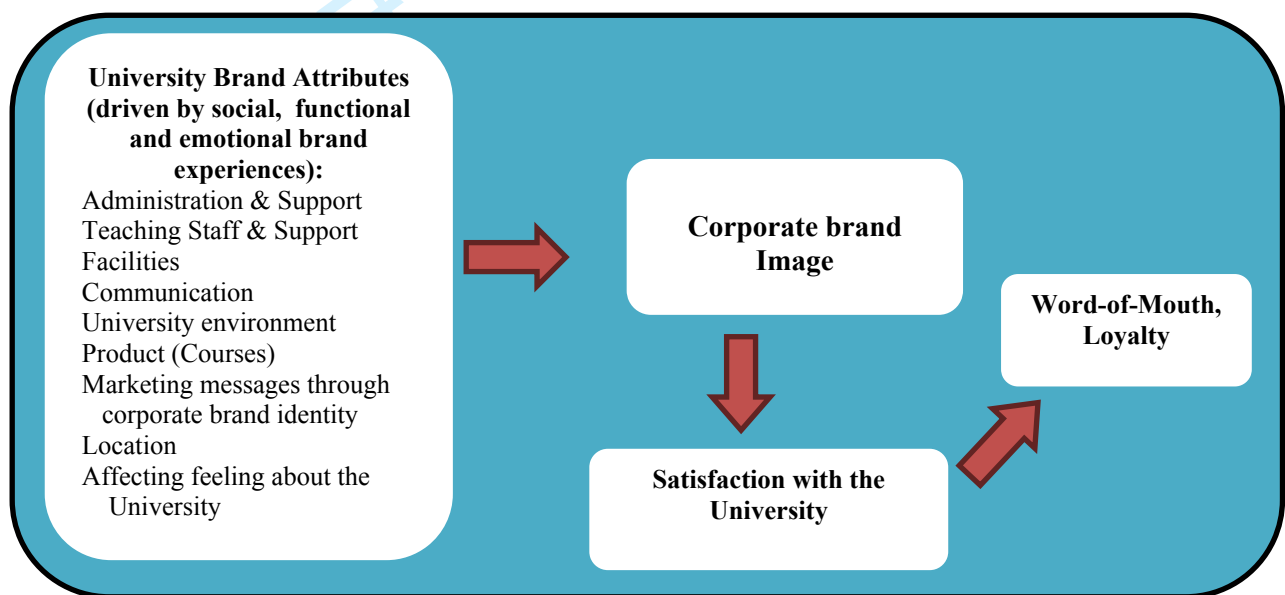 University Brand Attributes
(driven by social, functional
and emotional brand
experiences):
Administration & Support
Teaching Staff & Support
Facilities
Communication
University environment
Product (Courses)
Marketing messages through
corporate brand identity
Location
Affecting feeling about the
University
Corporate brand
Image
Satisfaction with the
University
Word-of-Mouth,
Loyalty